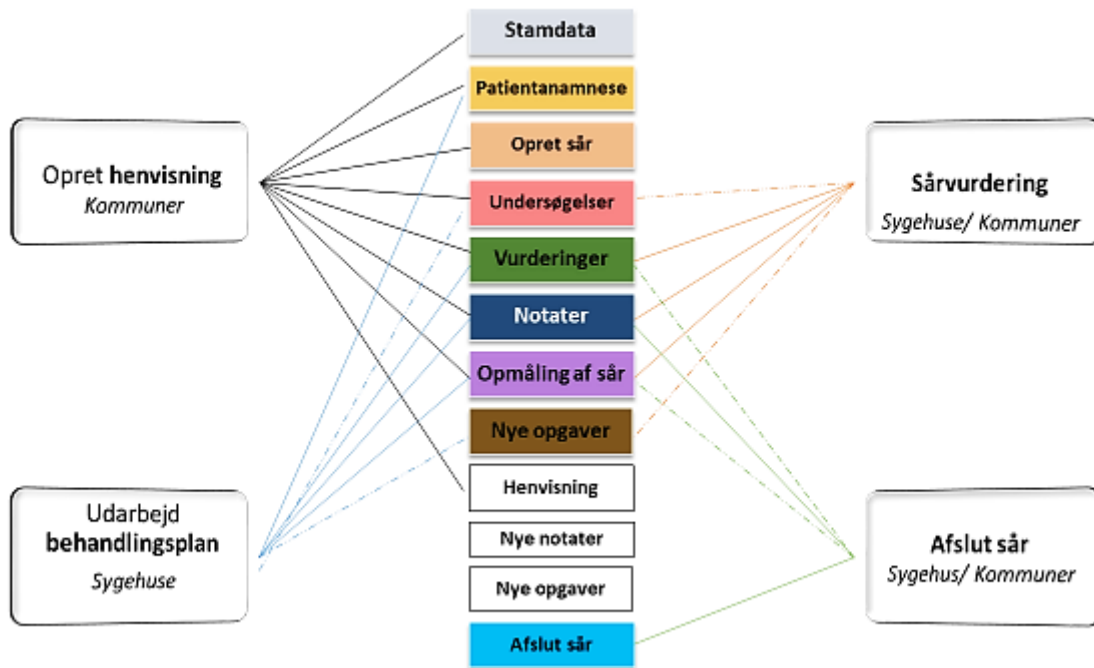 Stamdata
Patientanamnese
Opret sår
Undersøgelser
Vurderinger
Notater
Opmåling af sår
Nye opgaver
Henvisning
Nye notater
Nye opgaver
Afslut sår
Opret henvisning
Kommuner
Udarbejd
behandlingsplan
Sygehuse
Sårvurdering
Sygehuse/ Kommuner
Afslut sår
Sygehus/ Kommuner